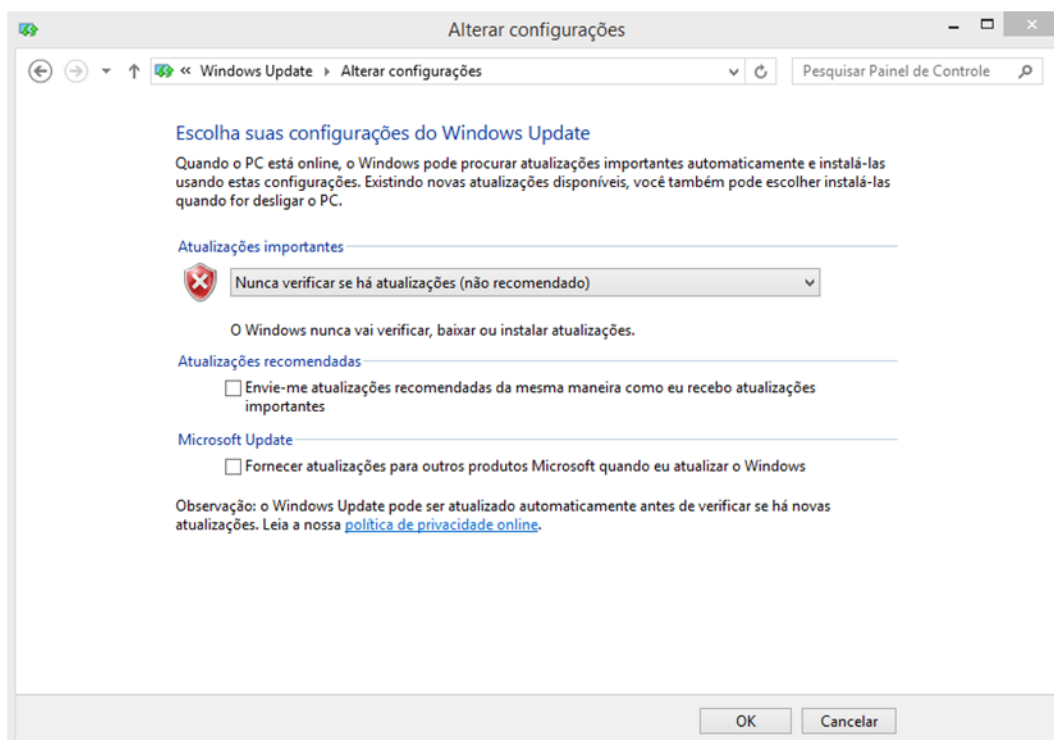 Alterar configurações
« Windows Update ▸ Alterar configurações
Pesquisar Painel de Controle
Escolha suas configurações do Windows Update
Quando o PC está online, o Windows pode procurar atualizações importantes automaticamente e instalá-las
usando estas configurações. Existindo novas atualizações disponíveis, você também pode escolher instalá-las
quando for desligar o PC.
Atualizações importantes
Nunca verificar se há atualizações (não recomendado)
O Windows nunca vai verificar, baixar ou instalar atualizações.
Atualizações recomendadas
Envie-me atualizações recomendadas da mesma maneira como eu recebo atualizações
importantes
Microsoft Update
Fornecer atualizações para outros produtos Microsoft quando eu atualizar o Windows
Observação: o Windows Update pode ser atualizado automaticamente antes de verificar se há novas
atualizações. Leia a nossa política de privacidade online.
OK
Cancelar